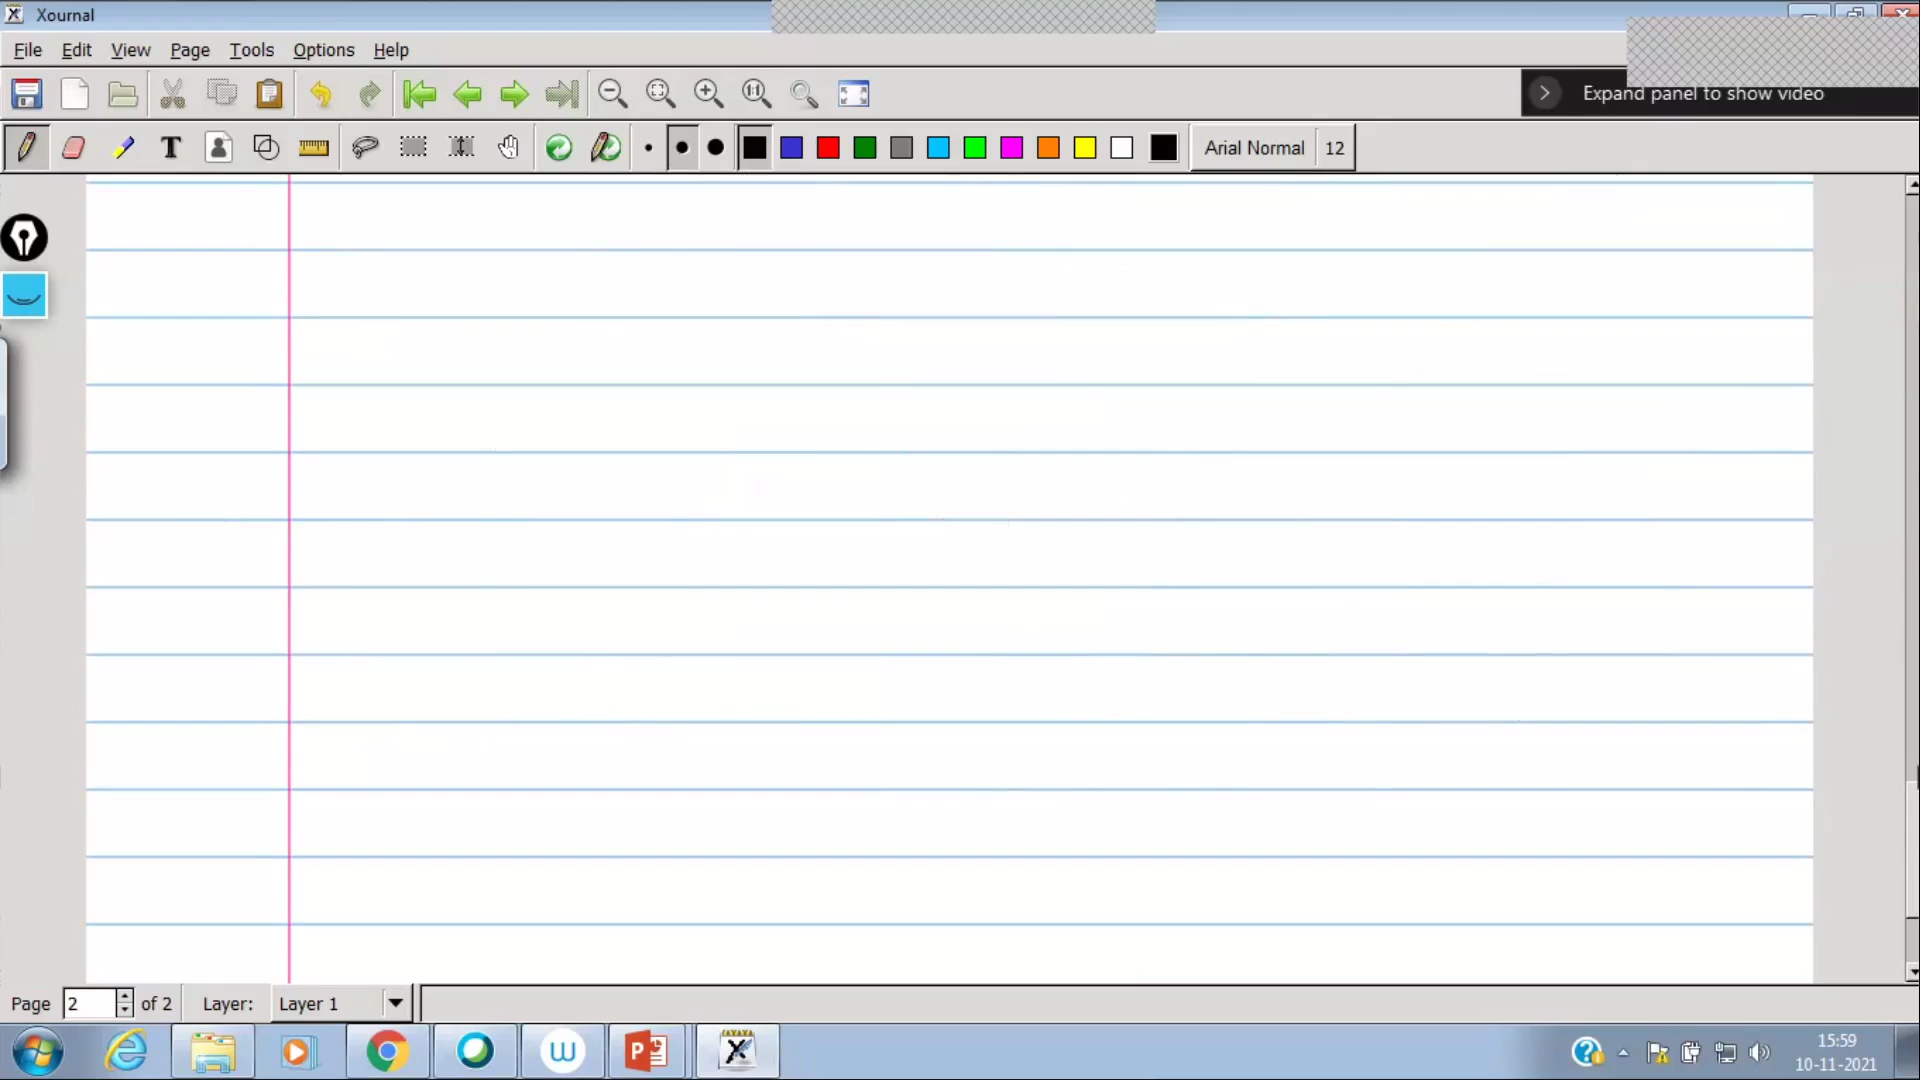 Xournal
File Edit View Page Tools Options Help
Expand panel to show video
Arial Normal 12
Page 2 of 2 Layer: Layer 1
15:59
10-11-2021